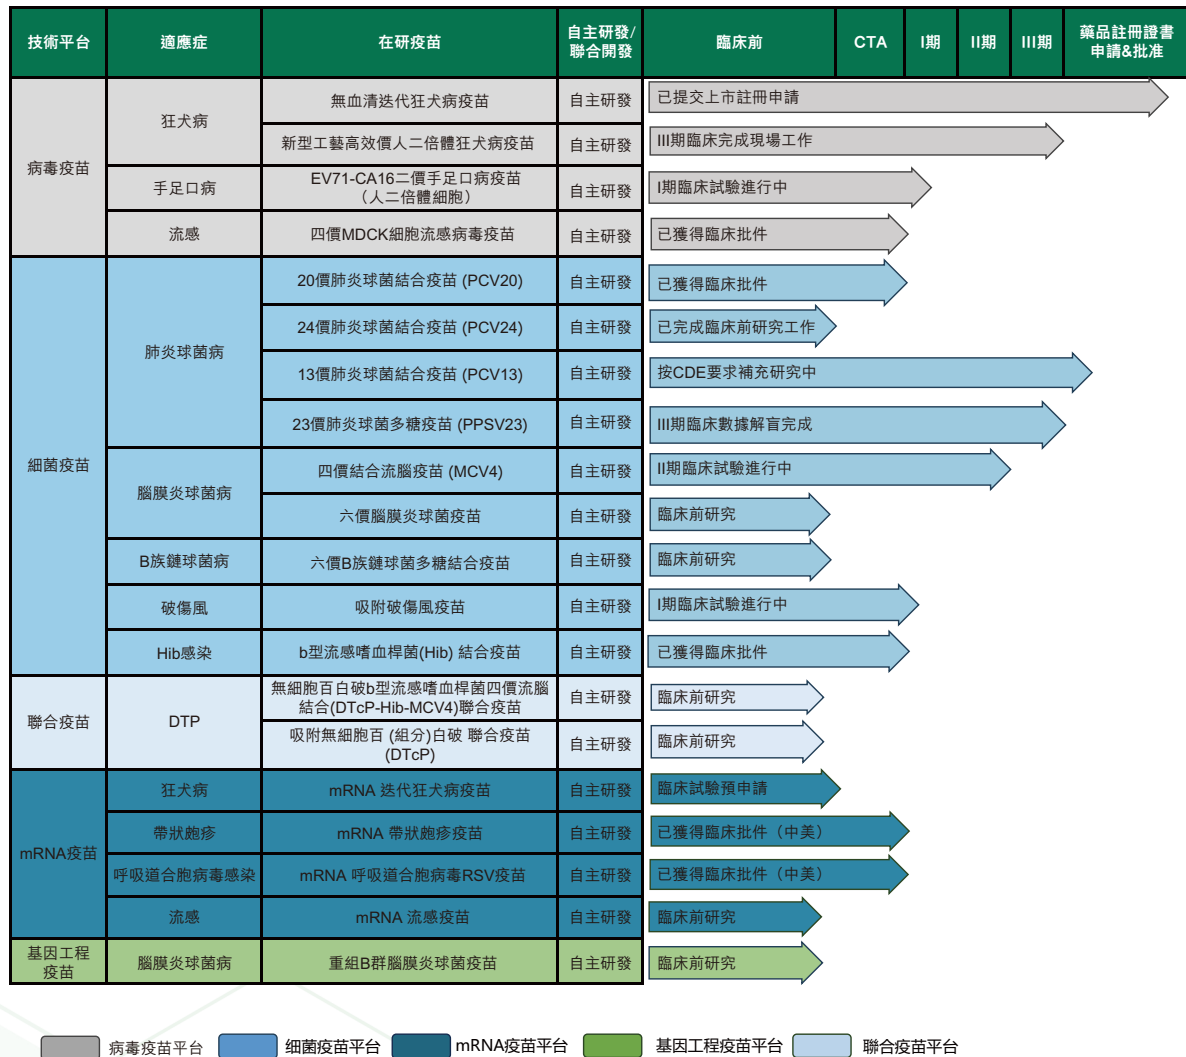 技術平台 適應症 在研疫苗 自主研發/ 臨床前 CTA I期 II期 III期 藥品註冊證書
聯合開發 申請&批准
病毒疫苗
狂犬病
無血清迭代狂犬病疫苗 自主研發 已提交上市註冊申請
新型工藝高效價人二倍體狂犬病疫苗 自主研發 III期臨床完成現場工作
手足口病
EV71-CA16二價手足口病疫苗
（人二倍體細胞）
自主研發 I期臨床試驗進行中
流感 四價MDCK細胞流感病毒疫苗 自主研發 已獲得臨床批件
細菌疫苗
肺炎球菌病
20價肺炎球菌結合疫苗 (PCV20) 自主研發 已獲得臨床批件
24價肺炎球菌結合疫苗 (PCV24) 自主研發 已完成臨床前研究工作
13價肺炎球菌結合疫苗 (PCV13) 自主研發 按CDE要求補充研究中
23價肺炎球菌多糖疫苗 (PPSV23) 自主研發 III期臨床數據解盲完成
腦膜炎球菌病
四價結合流腦疫苗 (MCV4) 自主研發 II期臨床試驗進行中
六價腦膜炎球菌疫苗 自主研發 臨床前研究
B族鏈球菌病 六價B族鏈球菌多糖結合疫苗 自主研發 臨床前研究
破傷風 吸附破傷風疫苗 自主研發 I期臨床試驗進行中
Hib感染 b型流感嗜血桿菌(Hib) 結合疫苗 自主研發 已獲得臨床批件
聯合疫苗
DTP
無細胞百白破b型流感嗜血桿菌四價流腦
結合(DTcP-Hib-MCV4)聯合疫苗
自主研發 臨床前研究
吸附無細胞百 (組分)白破 聯合疫苗
(DTcP)
自主研發 臨床前研究
mRNA疫苗
狂犬病 mRNA 迭代狂犬病疫苗 自主研發 臨床試驗預申請
帶狀皰疹 mRNA 帶狀皰疹疫苗 自主研發 已獲得臨床批件（中美）
呼吸道合胞病毒感染 mRNA 呼吸道合胞病毒RSV疫苗 自主研發 已獲得臨床批件（中美）
流感 mRNA 流感疫苗 自主研發 臨床前研究
基因工程
疫苗
腦膜炎球菌病 重組B群腦膜炎球菌疫苗 自主研發 臨床前研究
病毒疫苗平台 细菌疫苗平台 mRNA疫苗平台 基因工程疫苗平台 聯合疫苗平台